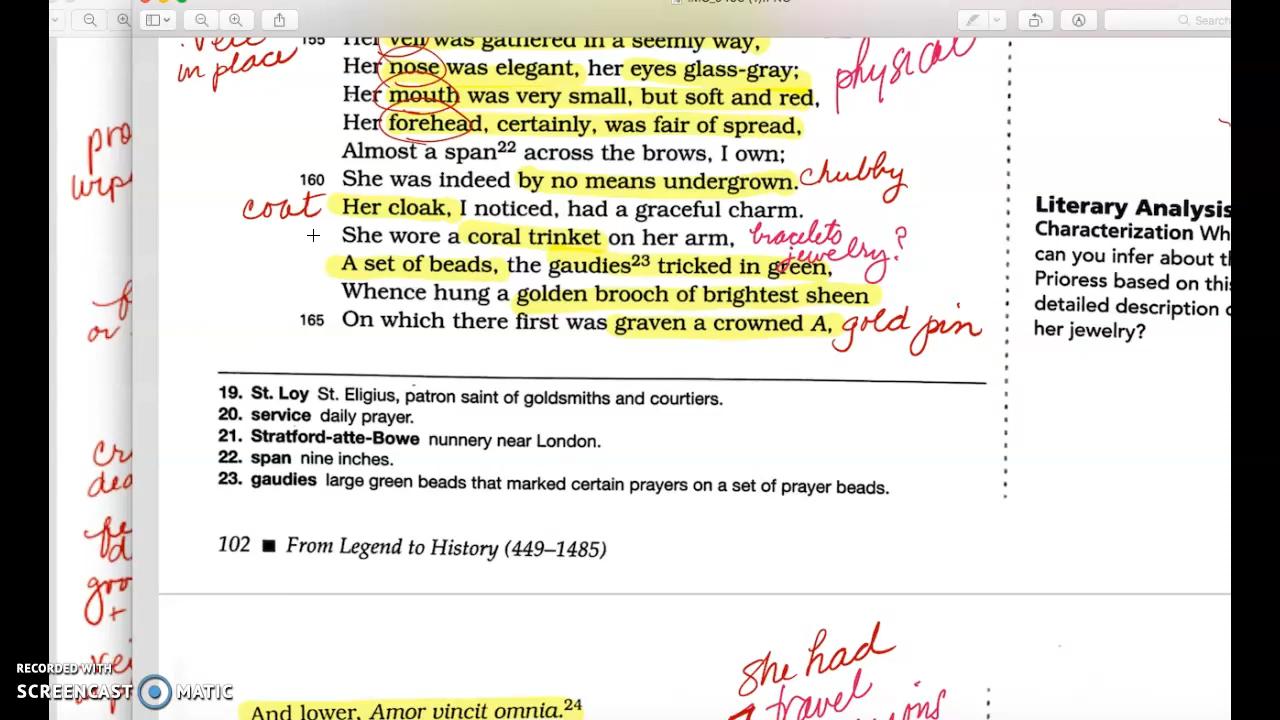 Search
155 Her veil was gathered in a seemly way,
in place
Her nose was elegant, her eyes glass-gray;
physical
Her mouth was very small, but soft and red,
Her forehead, certainly, was fair of spread,
Almost a span22 across the brows, I own;
160 She was indeed by no means undergrown. chubby
coat Her cloak, I noticed, had a graceful charm.
She wore a coral trinket on her arm, bracelets
jewelry?
A set of beads, the gaudies23 tricked in green,
Whence hung a golden brooch of brightest sheen
165 On which there first was graven a crowned A, gold pin
Literary Analysis
Characterization Wh
can you infer about t
Prioress based on this
detailed description o
her jewelry?
19. St. Loy St. Eligius, patron saint of goldsmiths and courtiers.
20. service daily prayer.
21. Stratford-atte-Bowe nunnery near London.
22. span nine inches.
23. gaudies large green beads that marked certain prayers on a set of prayer beads.
102 ■ From Legend to History (449–1485)
she had
travel
And lower, Amor vincit omnia.24
RECORDED WITH
SCREENCAST MATIC